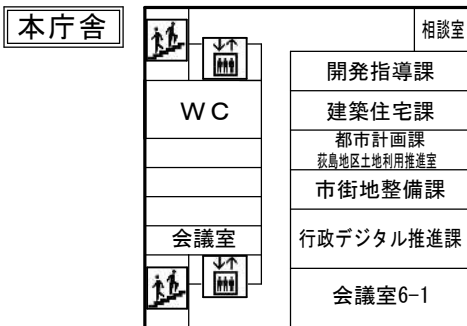 本庁舎
相談室
開発指導課
WC
建築住宅課
都市計画課
荻島地区土地利用推進室
市街地整備課
会議室
行政デジタル推進課
会議室6-1